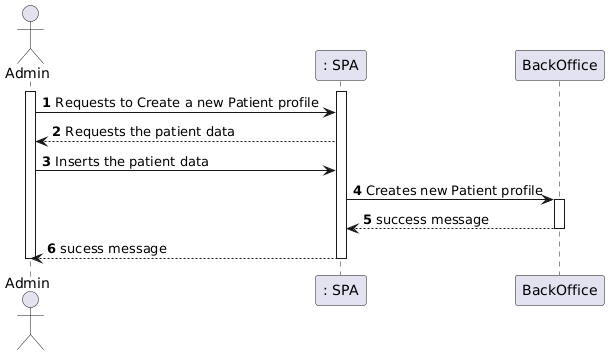 Admin
: SPA
BackOffice
1 Requests to Create a new Patient profile
2 Requests the patient data
3 Inserts the patient data
4 Creates new Patient profile
5 success message
6 sucess message
Admin
: SPA
BackOffice